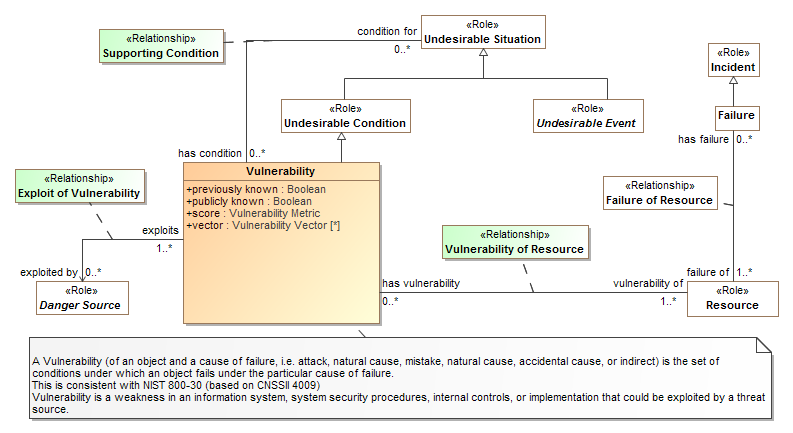 «Relationship»
Supporting Condition
condition for
0..*
«Role»
Undesirable Situation
«Role»
Incident
«Role»
Undesirable Condition
«Role»
Undesirable Event
Failure
has failure
0..*
has condition
0..*
Vulnerability
+previously known : Boolean
+publicly known : Boolean
+score : Vulnerability Metric
+vector : Vulnerability Vector [*]
«Relationship»
Exploit of Vulnerability
«Relationship»
Failure of Resource
exploits
1..*
«Relationship»
Vulnerability of Resource
exploited by
0..*
«Role»
Danger Source
has vulnerability
0..*
vulnerability of
1..*
failure of
1..*
«Role»
Resource
A Vulnerability (of an object and a cause of failure, i.e. attack, natural cause, mistake, natural cause, accidental cause, or indirect) is the set of
conditions under which an object fails under the particular cause of failure.
This is consistent with NIST 800-30 (based on CNSSII 4009)
Vulnerability is a weakness in an information system, system security procedures, internal controls, or implementation that could be exploited by a threat
source.